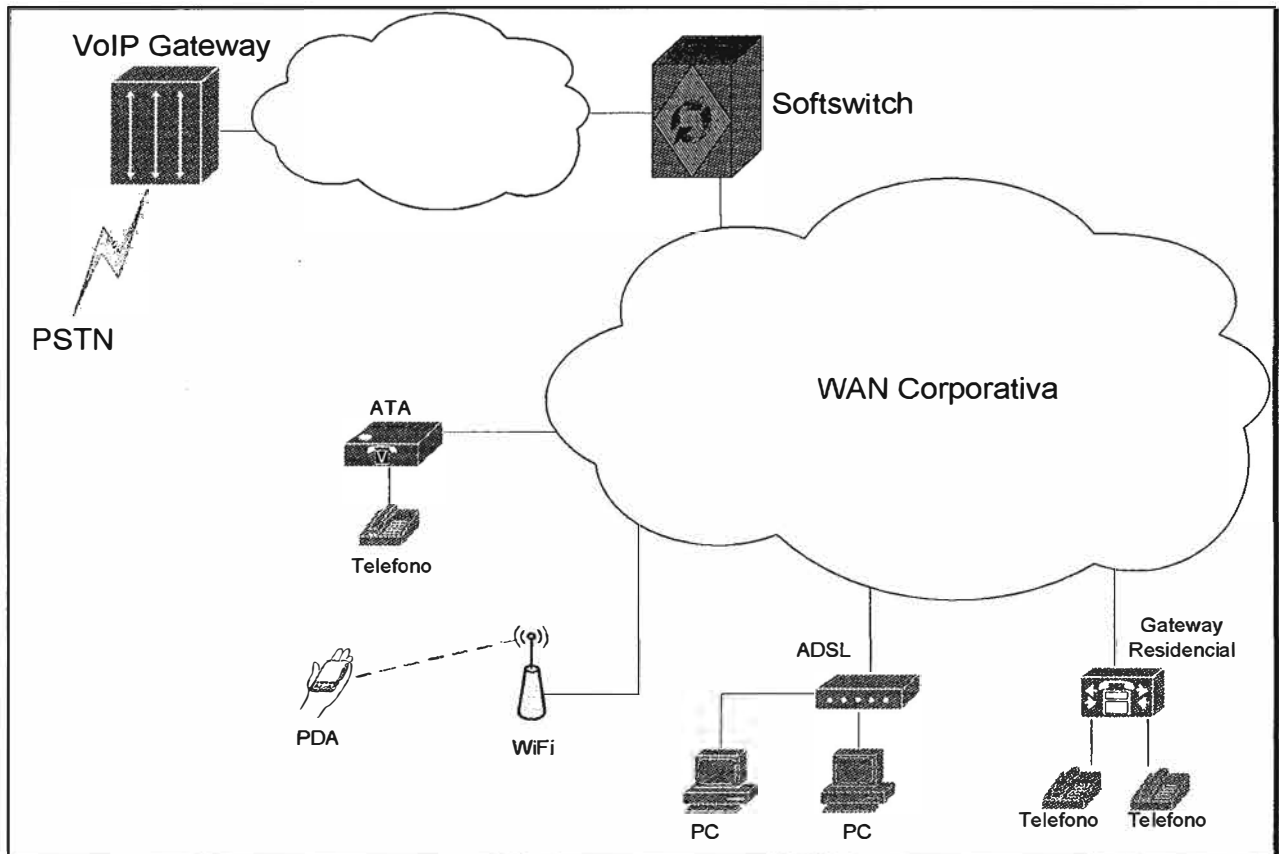 VoIP Gateway
Softswitch
PSTN
WAN Corporativa
ATA
V
Telefono
PDA
WiFi
ADSL
PC
PC
Gateway
Residencial
Telefono
Telefono